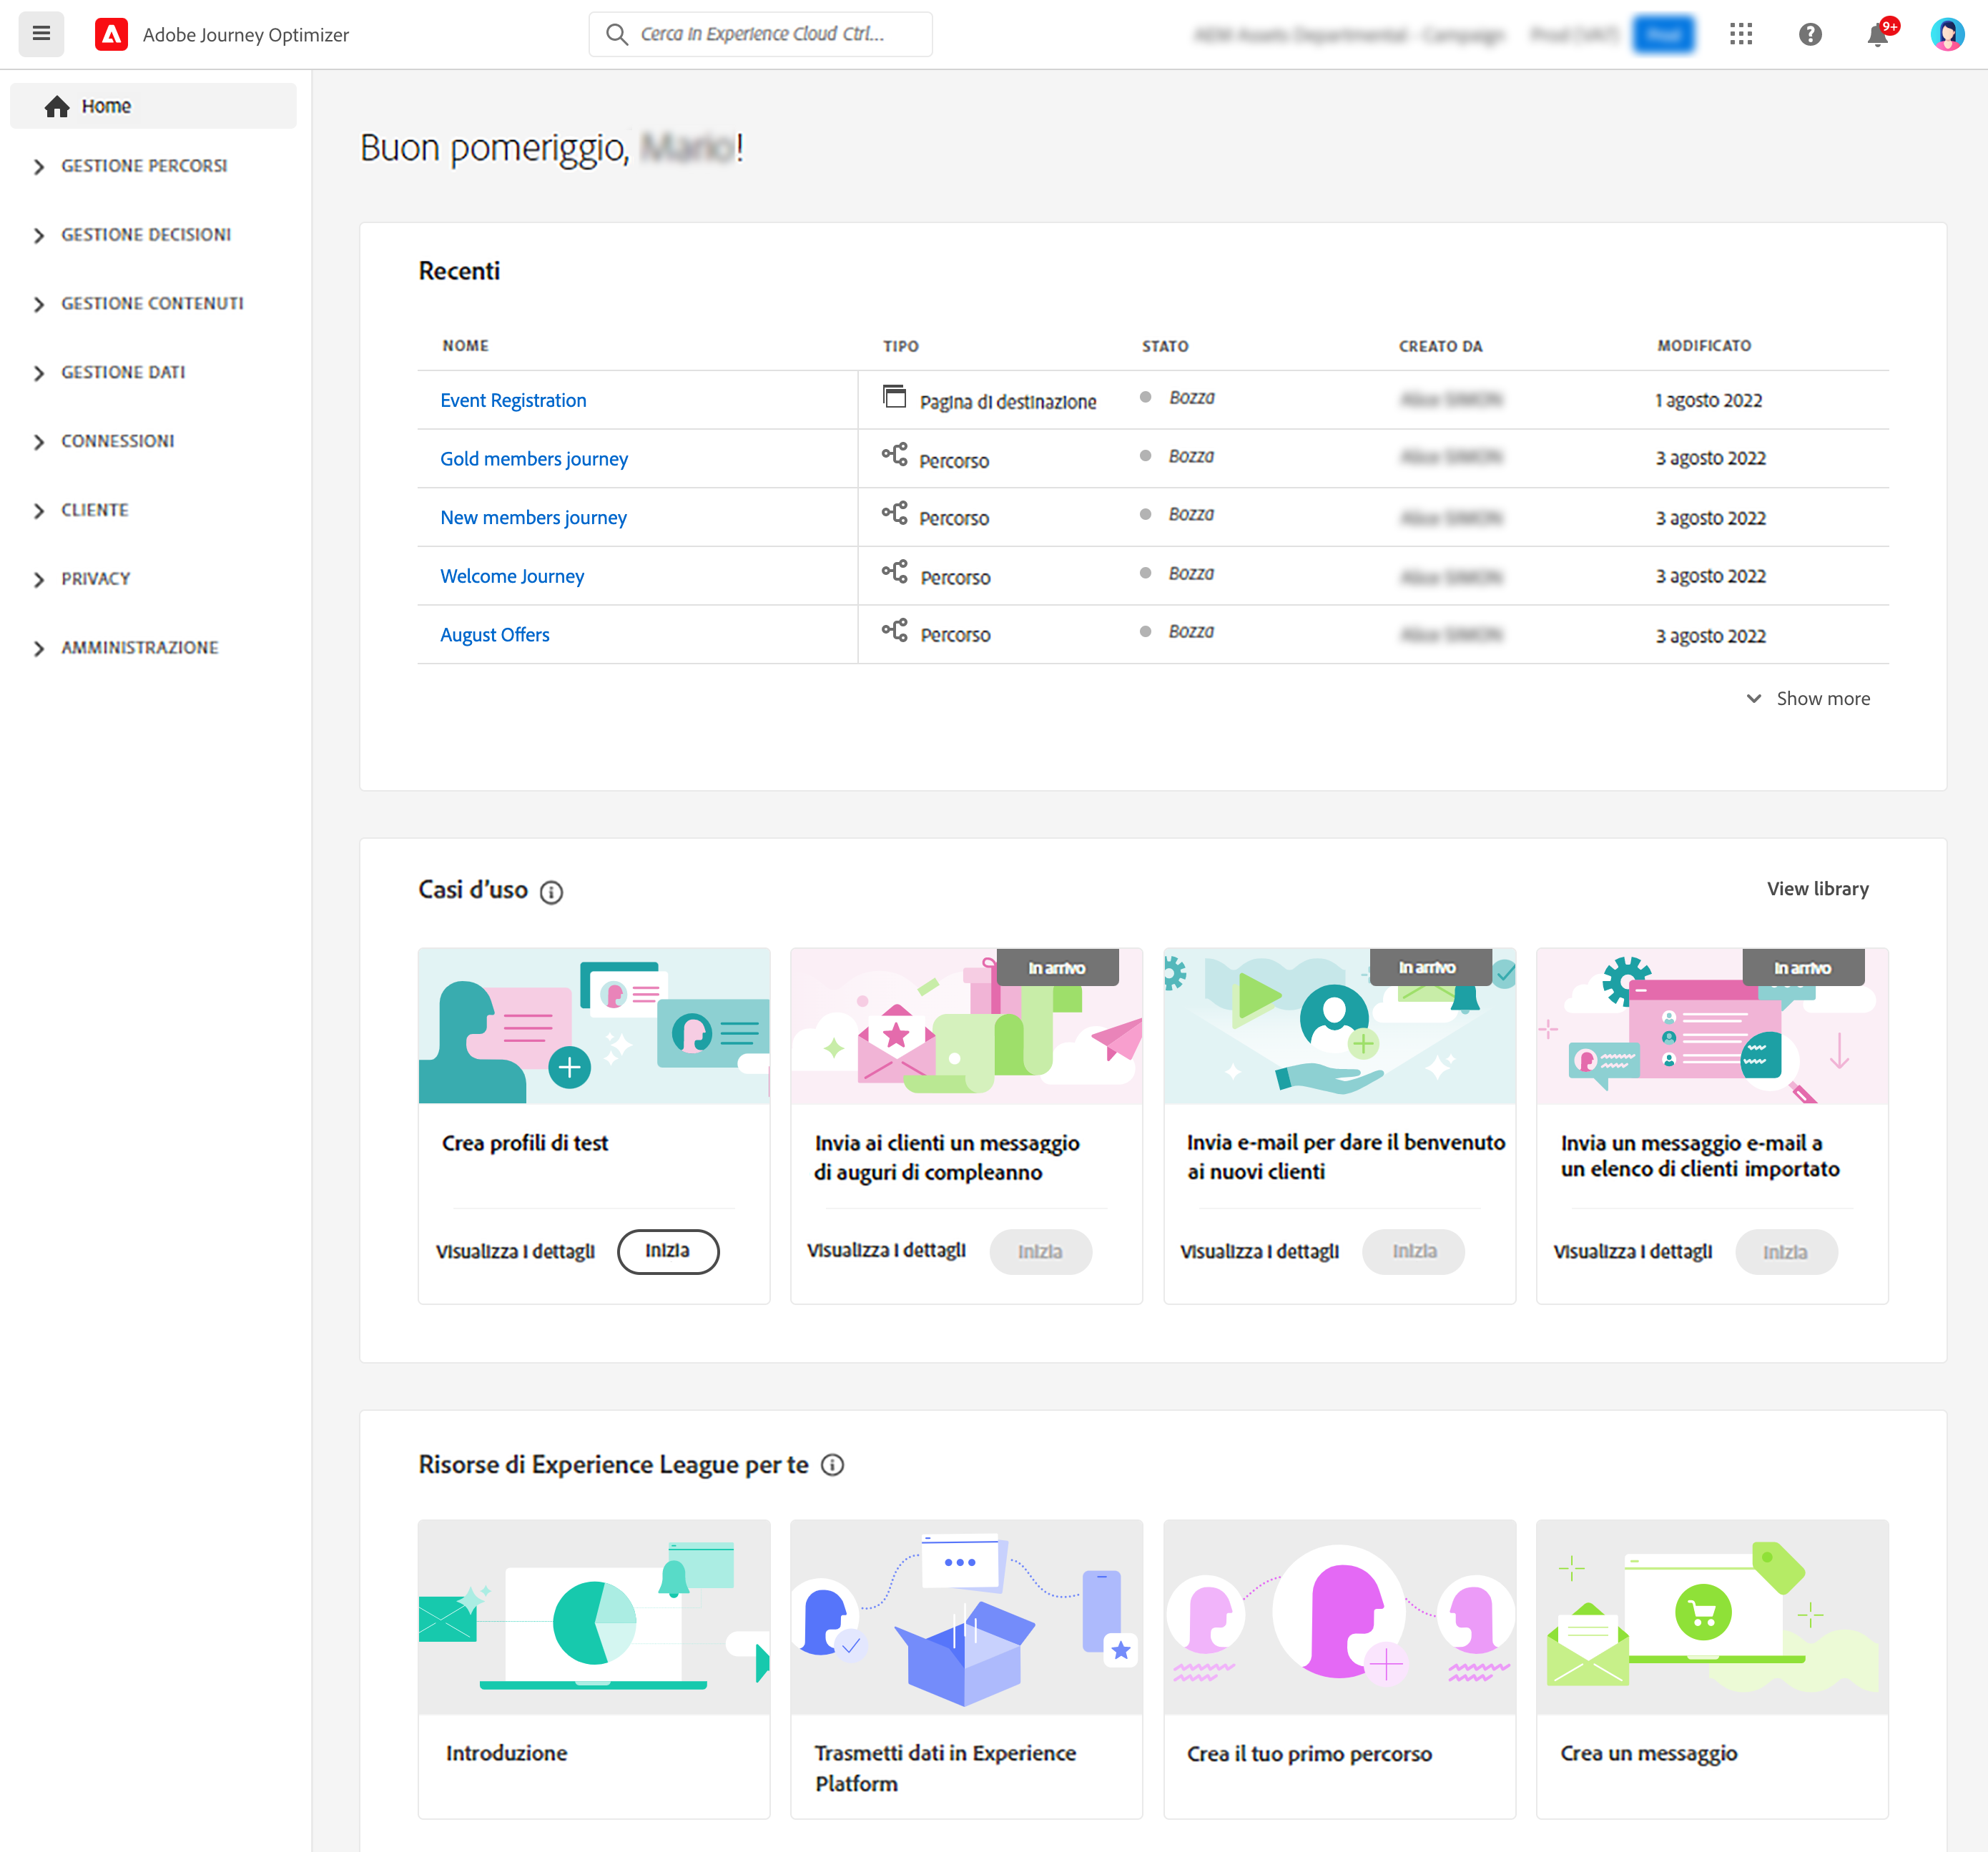 Adobe Journey Optimizer
Cerca in Experience Cloud Ctrl...
9+
Home
GESTIONE PERCORSI
GESTIONE DECISIONI
GESTIONE CONTENUTI
GESTIONE DATI
CONNESSIONI
CLIENTE
PRIVACY
AMMINISTRAZIONE
Buon pomeriggio, !
Recenti
NOME TIPO STATO CREATO DA MODIFICATO
Event Registration Pagina di destinazione Bozza 1 agosto 2022
Gold members journey Percorso Bozza 3 agosto 2022
New members journey Percorso Bozza 3 agosto 2022
Welcome Journey Percorso Bozza 3 agosto 2022
August Offers Percorso Bozza 3 agosto 2022
Show more
Casi d'uso
View library
Crea profili di test
Visualizza i dettagli Inizia
In arrivo
Invia ai clienti un messaggio
di auguri di compleanno
Visualizza i dettagli Inizia
In arrivo
Invia e-mail per dare il benvenuto
ai nuovi clienti
Visualizza i dettagli Inizia
In arrivo
Invia un messaggio e-mail a
un elenco di clienti importato
Visualizza i dettagli Inizia
Risorse di Experience League per te
Introduzione
Trasmetti dati in Experience
Platform
Crea il tuo primo percorso
Crea un messaggio